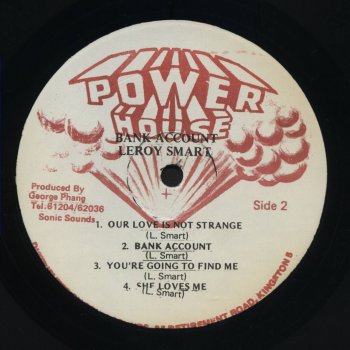 POWER
HOUSE
BANK ACCOUNT
LEROY SMART
Produced By
George Phang
Tel:61204/62036
Sonic Sounds
Side 2
1. OUR LOVE IS NOT STRANGE
(L. Smart)
2. BANK ACCOUNT
(L. Smart)
3. YOU'RE GOING TO FIND ME
(L. Smart)
4. SHE LOVES ME
(L. Smart)
RETIREMENT ROAD, KINGSTON 5